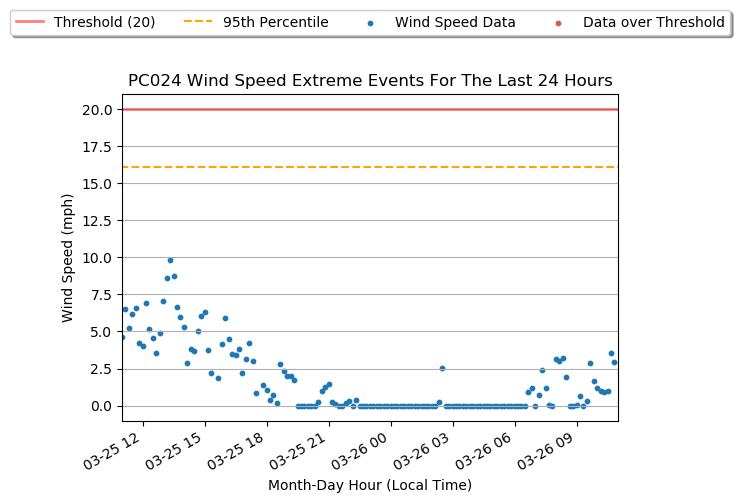 Threshold (20) 95th Percentile Wind Speed Data Data over Threshold
PC024 Wind Speed Extreme Events For The Last 24 Hours
20.0
17.5
15.0
12.5
10.0
7.5
5.0
2.5
0.0
Wind Speed (mph)
03-25 12 03-25 15 03-25 18 03-25 21 03-26 00 03-26 03 03-26 06 03-26 09
Month-Day Hour (Local Time)